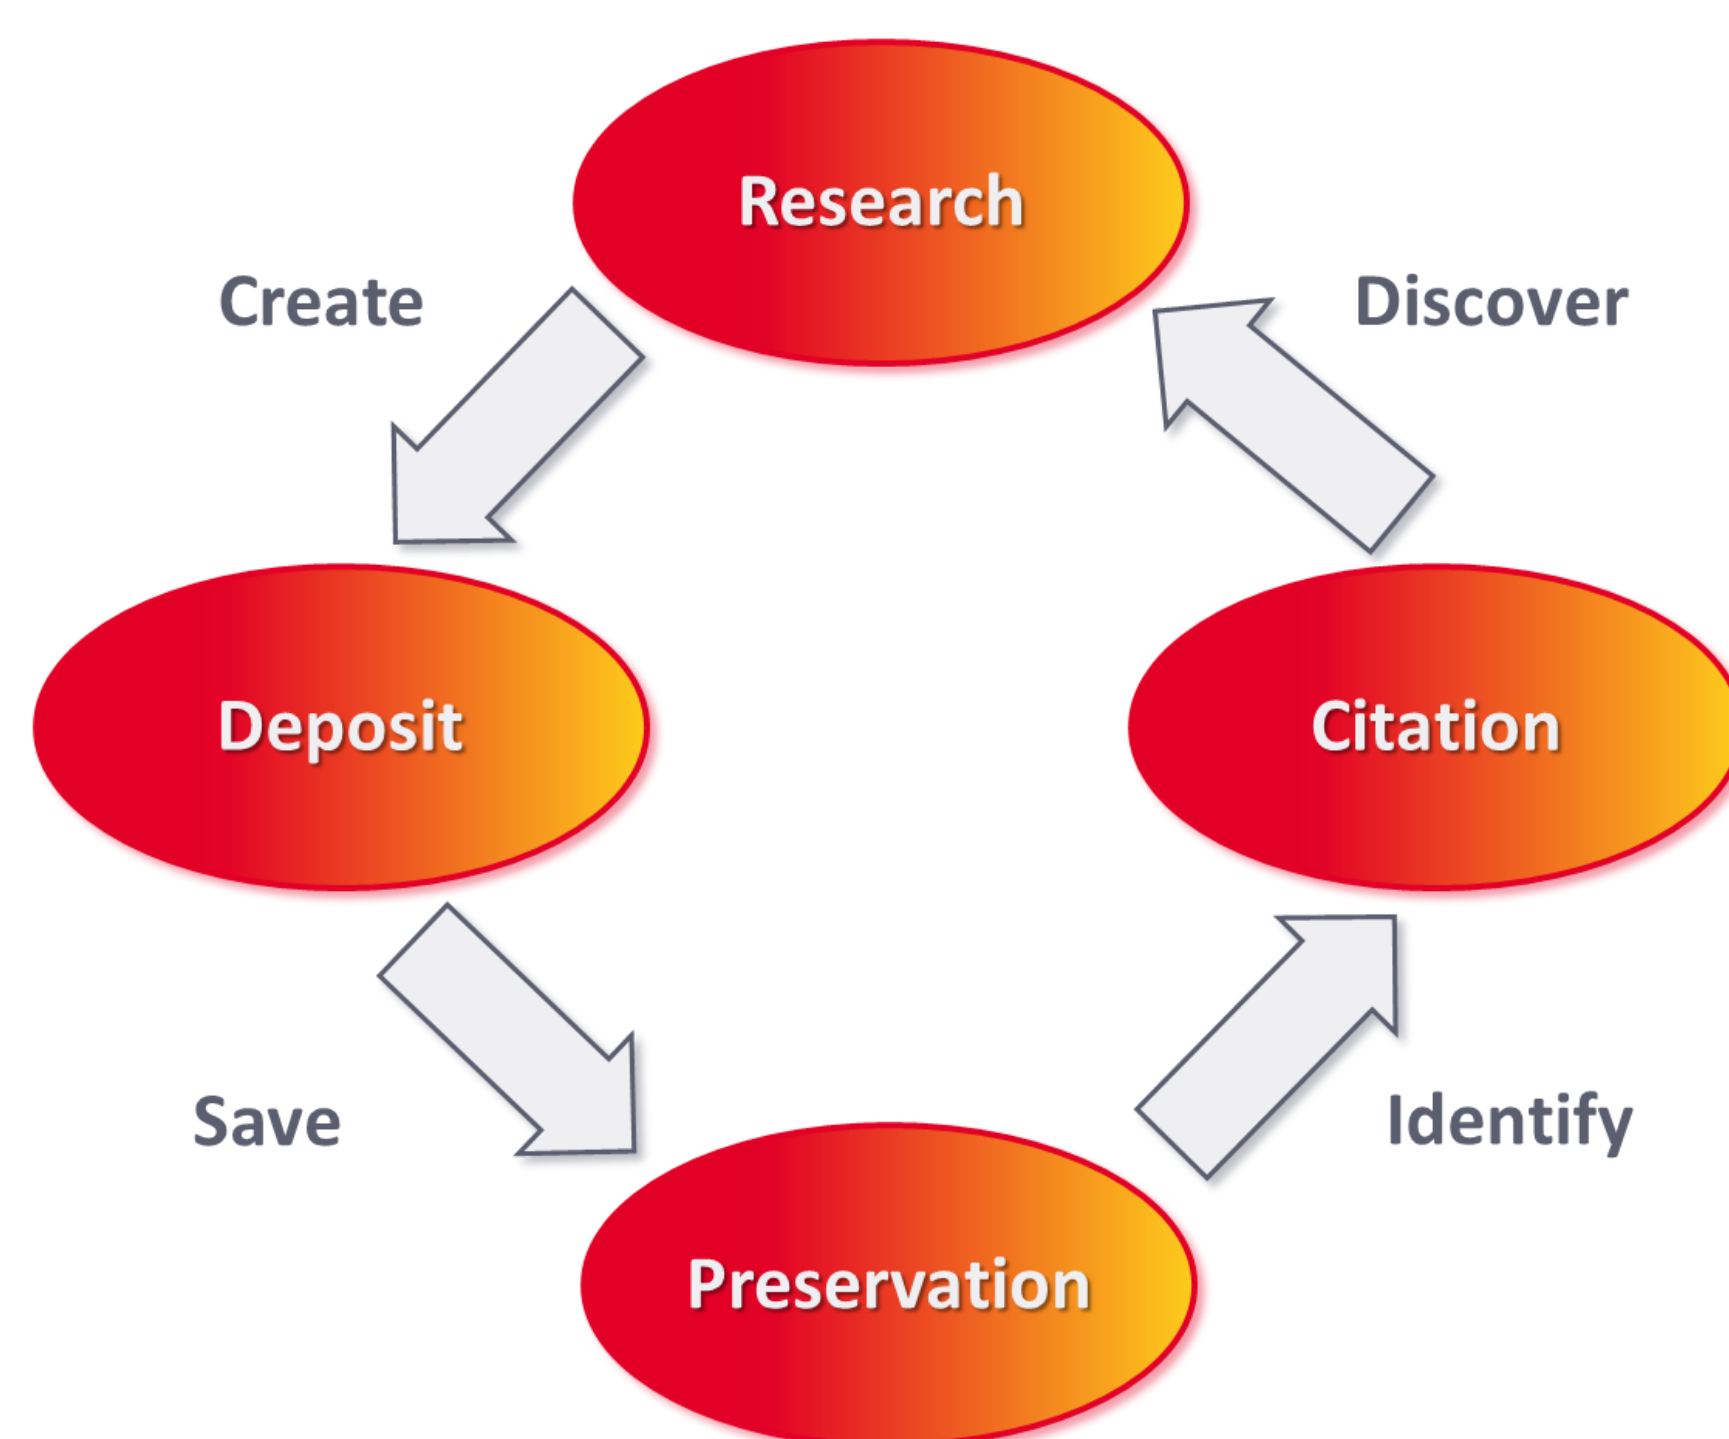 Research
Create
Discover
Deposit
Citation
Save
Identify
Preservation